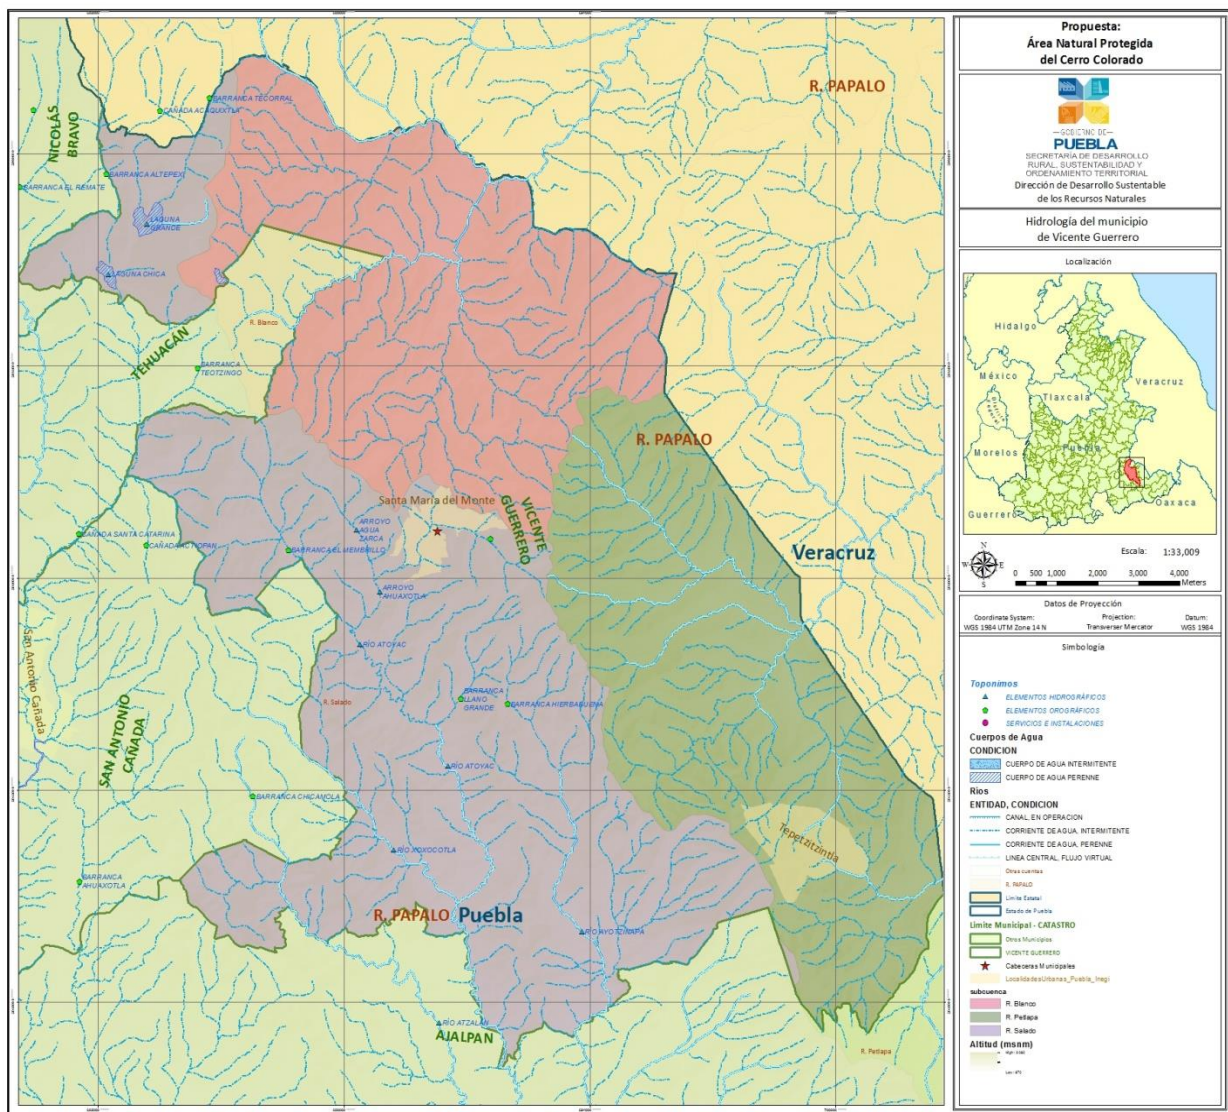 Propuesta:
Área Natural Protegida
del Cerro Colorado
GOBIERNO DE
PUEBLA
SECRETARÍA DE DESARROLLO
RURAL, SUSTENTABILIDAD Y
ORDENAMIENTO TERRITORIAL
Dirección de Desarrollo Sustentable
de los Recursos Naturales
Hidrología del municipio
de Vicente Guerrero
Localización
Hidalgo
México
Tlaxcala
Veracruz
Morelos
Puebla
Guerrero
Oaxaca
N
W
E
S
Escala: 1:33,009
0 500 1,000 2,000 3,000 4,000
Meters
Datos de Proyección
Coordinate System: Projection: Datum:
WGS 1984 UTM Zone 14 N Transverser Mercator WGS 1984
Simbología
Toponimos
ELEMENTOS HIDROGRÁFICOS
ELEMENTOS OROGRÁFICOS
SERVICIOS E INSTALACIONES
Cuerpos de Agua
CONDICION
CUERPO DE AGUA INTERMITENTE
CUERPO DE AGUA PERENNE
Rios
ENTIDAD, CONDICION
CANAL, EN OPERACION
CORRIENTE DE AGUA, INTERMITENTE
CORRIENTE DE AGUA, PERENNE
LINEA CENTRAL, FLUJO VIRTUAL
Otras cuentas
R. PAPALO
Limite Estatal
Estado de Puebla
Limite Municipal - CATASTRO
Otros Municipios
VICENTE GUERRERO
Cabeceras Municipales
LocalidadesUrbanas_Puebla_Inegi
subcuenca
R. Blanco
R. Petlapa
R. Salado
Altitud (msnm)
R. PAPALO
NICOLÁS
BRAVO
BARRANCA TECORRAL
CAÑADA ACAQUIXTLA
BARRANCA ALTEPEXI
BARRANCA EL REMATE
LAGUNA
GRANDE
LAGUNA CHICA
R. Blanco
TEHUACÁN
BARRANCA
TEOTZINGO
R. PAPALO
Santa María del Monte
VICENTE
GUERRERO
ARROYO
AGUA
ZARCA
CAÑADA SANTA CATARINA
BARRANCA EL MEMBRILLO
Veracruz
ARROYO
AHUAXOTLA
San Antonio Cañada
RÍO ATOYAC
R. Salado
BARRANCA
LLANO
GRANDE
BARRANCA HIERBABUENA
SAN ANTONIO
CAÑADA
RÍO ATOYAC
BARRANCA CHICAMOLA
Tepetzitzintla
RÍO XOXOCOTLA
BARRANCA
AHUAXOTLA
R. PAPALO
Puebla
RÍO AYOTZINAPA
RÍO ATZALAN
AJALPAN
R. Petlapa